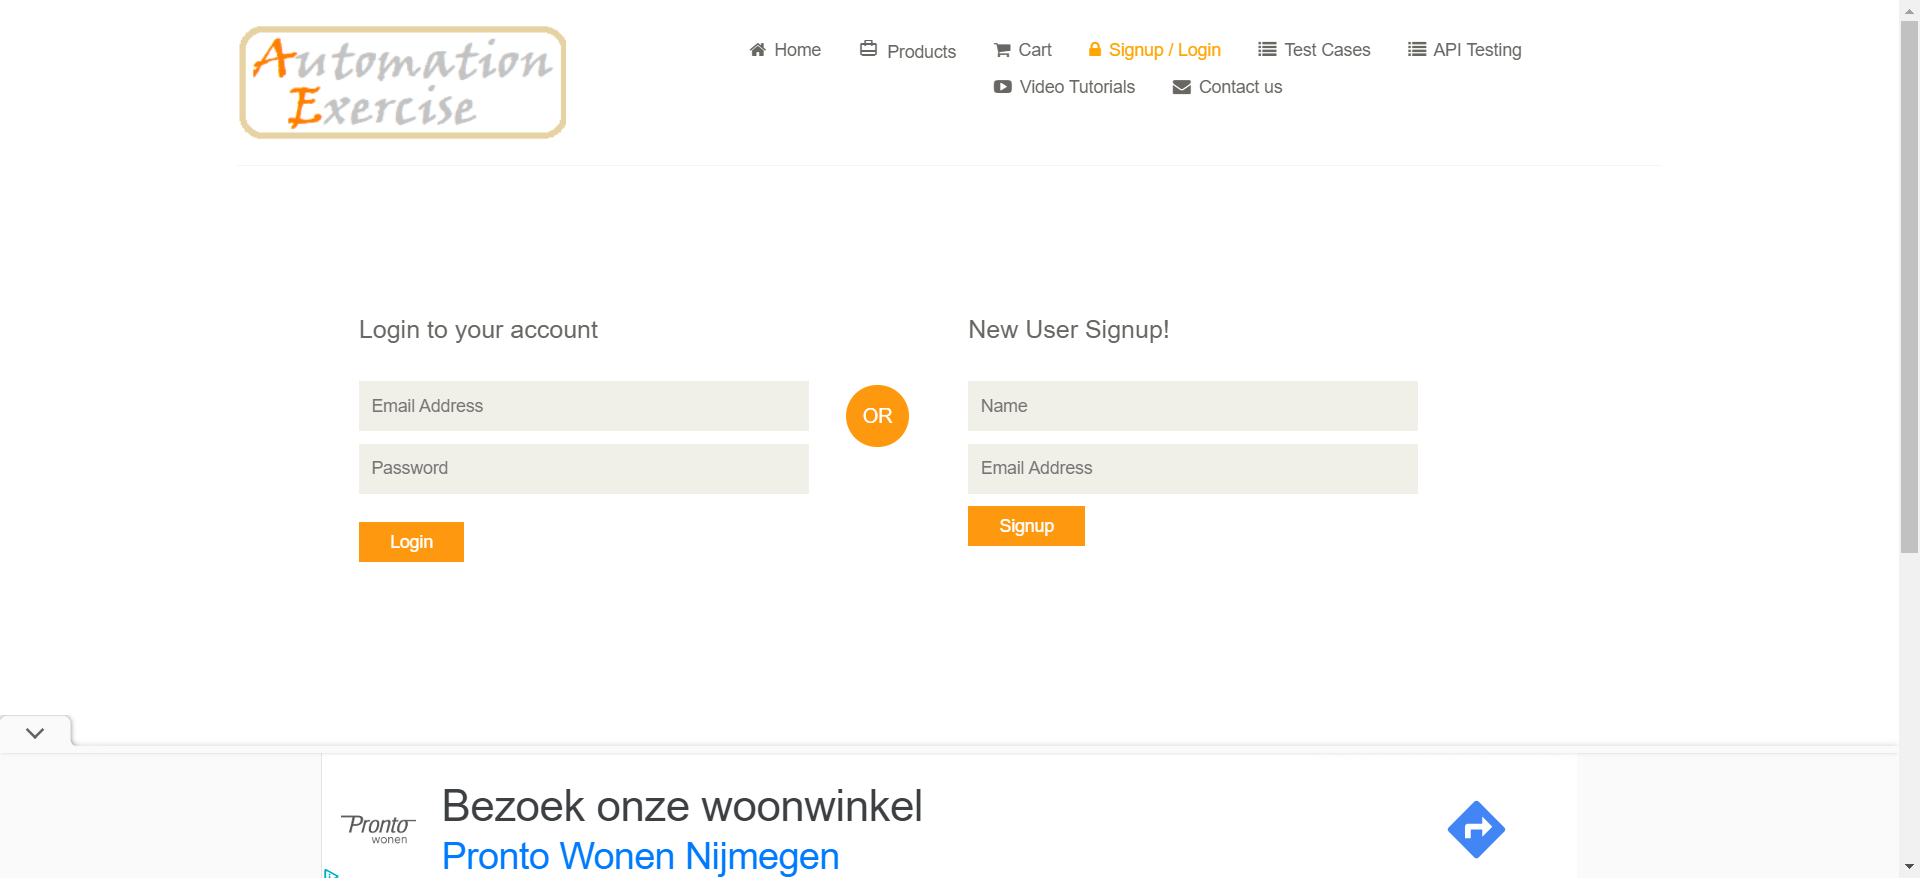 Automation
Exercise
Home
Products
Cart
Signup / Login
Test Cases
API Testing
Video Tutorials
Contact us
Login to your account
Email Address
Password
Login
OR
New User Signup!
Name
Email Address
Signup
Pronto
wonen
Bezoek onze woonwinkel
Pronto Wonen Nijmegen